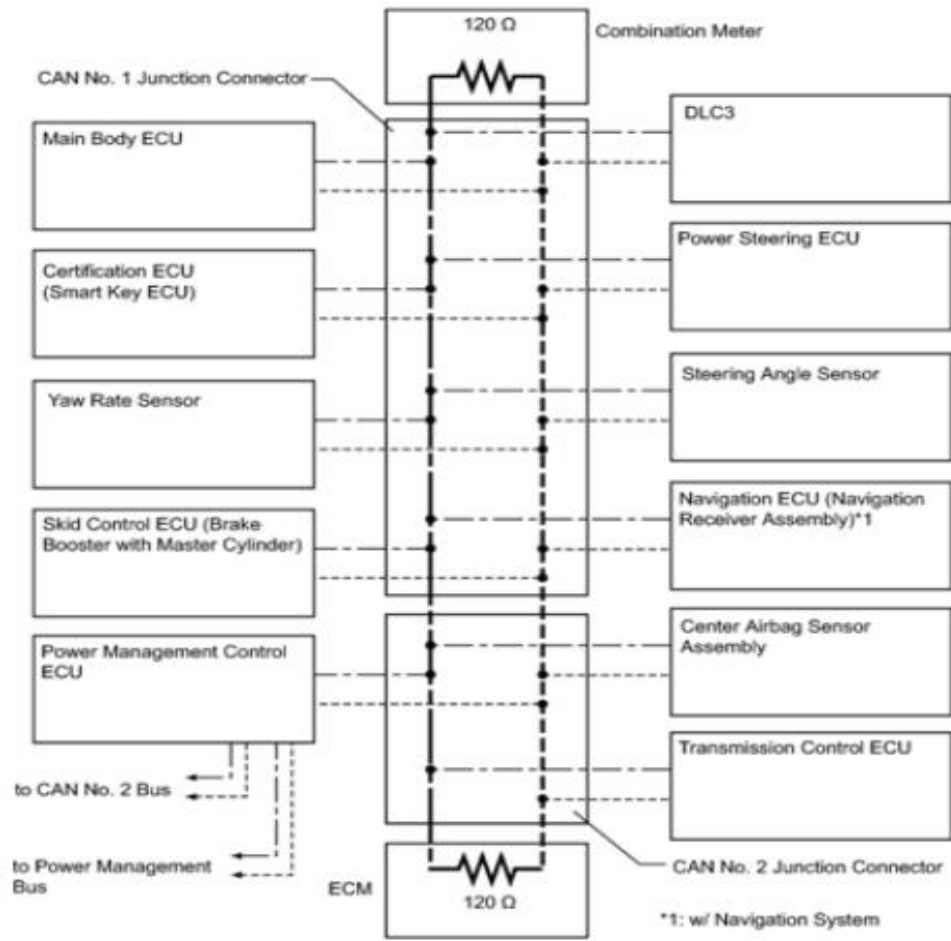 120 Ω
Combination Meter
CAN No. 1 Junction Connector
DLC3
Main Body ECU
Power Steering ECU
Certification ECU
(Smart Key ECU)
Steering Angle Sensor
Yaw Rate Sensor
Navigation ECU (Navigation
Receiver Assembly)*1
Skid Control ECU (Brake
Booster with Master Cylinder)
Center Airbag Sensor
Assembly
Power Management Control
ECU
Transmission Control ECU
to CAN No. 2 Bus
to Power Management
Bus
CAN No. 2 Junction Connector
ECM
120 Ω
*1: w/ Navigation System